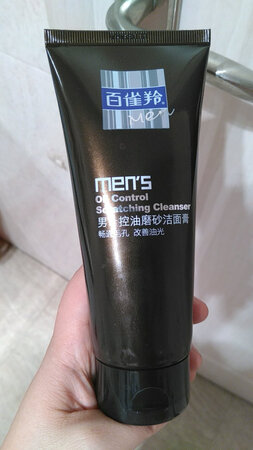 百雀羚
Men
men's
Oil Control
Scratching Cleanser
男士控油磨砂洁面膏
畅通毛孔 改善油光